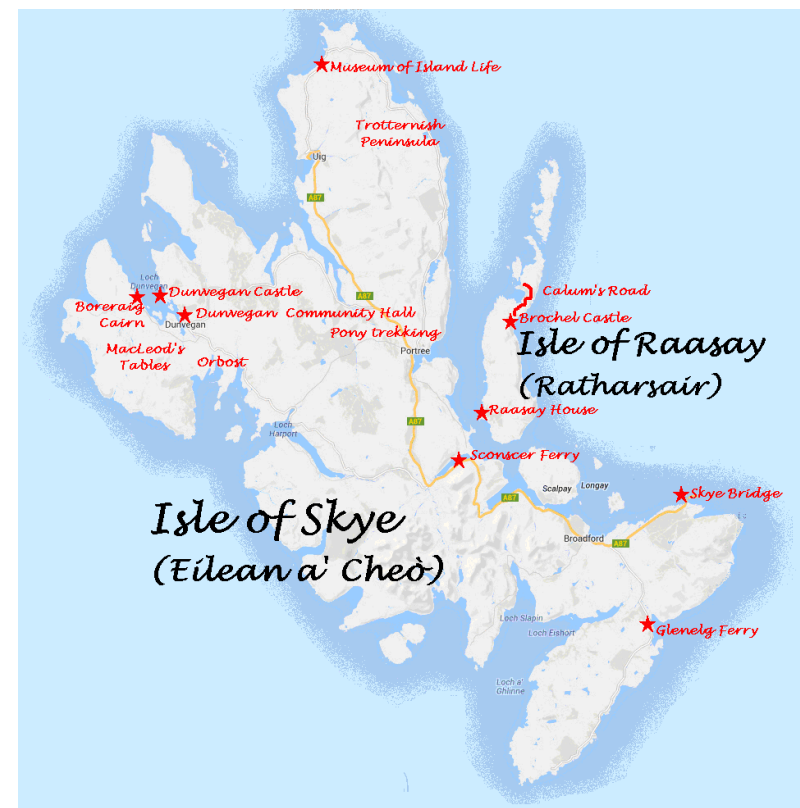 Museum of Island Life
Trotternish
Peninsula
Uig
A87
Loch
Dunvegan
Dunvegan Castle
Calum's Road
A87
Boreraig
Cairn
Dunvegan Community Hall
Dunvegan
Brochel Castle
Pony trekking
Isle of Raasay
(Ratharsair)
MacLeod's
Tables
Orbost
Portree
Raasay House
A87
Loch
Harport
Sconscer Ferry
Scalpay
Longay
Skye Bridge
A87
Isle of Skye
(Eilean a' Cheò)
Broadford
A87
Loch Slapin
Loch Eishort
Glenelg Ferry
Loch a'
Ghlinne